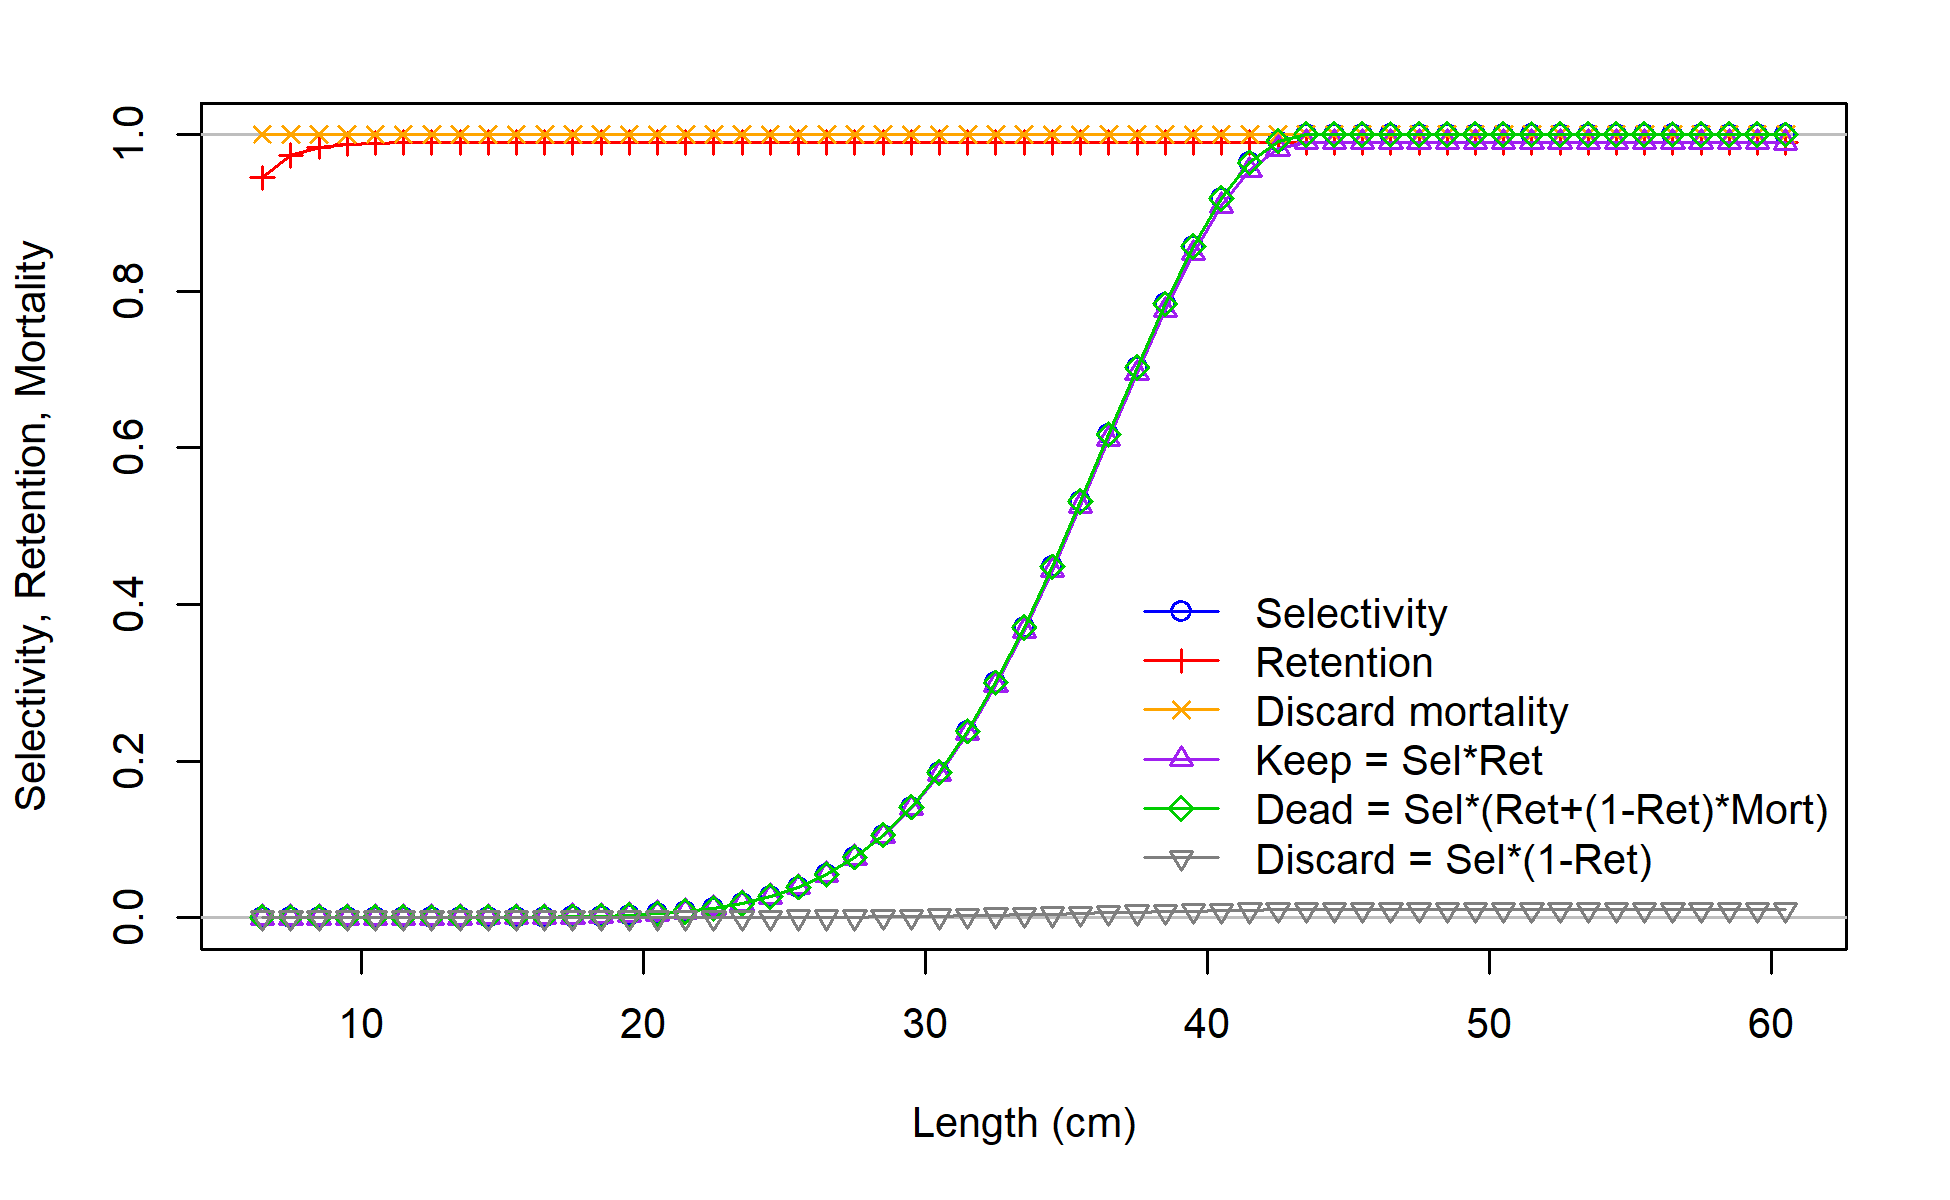 Selectivity, Retention, Mortality
1.0
0.8
0.6
0.4
0.2
0.0
Selectivity
Retention
Discard mortality
Keep = Sel*Ret
Dead = Sel*(Ret+(1-Ret)*Mort)
Discard = Sel*(1-Ret)
10 20 30 40 50 60
Length (cm)